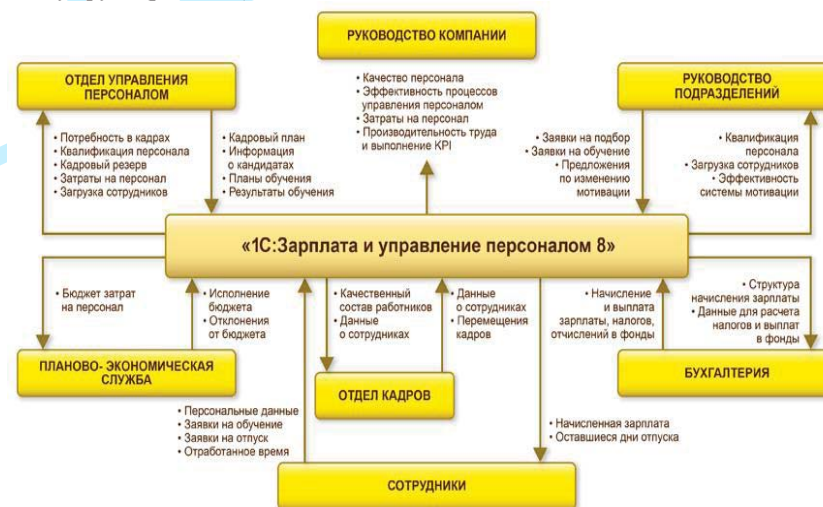 РУКОВОДСТВО КОМПАНИИ
ОТДЕЛ УПРАВЛЕНИЯ
ПЕРСОНАЛОМ
РУКОВОДСТВО
ПОДРАЗДЕЛЕНИЙ
• Качество персонала
• Эффективность процессов
управления персоналом
• Затраты на персонал
• Производительность труда
и выполнение KPI
• Потребность в кадрах
• Квалификация персонала
• Кадровый резерв
• Затраты на персонал
• Загрузка сотрудников
• Кадровый план
• Информация
о кандидатах
• Планы обучения
• Результаты обучения
• Заявки на подбор
• Заявки на обучение
• Предложения
по изменению
мотивации
• Квалификация
персонала
• Загрузка сотрудников
• Эффективность
системы мотивации
«1С:Зарплата и управление персоналом 8»
• Бюджет затрат
на персонал
• Исполнение
бюджета
• Отклонения
от бюджета
• Качественный
состав работников
• Данные
о сотрудниках
• Данные
о сотрудниках
• Перемещения
кадров
• Начисление
и выплата
зарплаты, налогов,
отчислений в фонды
• Структура
начисления зарплаты
• Данные для расчета
налогов и выплат
в фонды
ПЛАНОВО- ЭКОНОМИЧЕСКАЯ
СЛУЖБА
ОТДЕЛ КАДРОВ
БУХГАЛТЕРИЯ
• Персональные данные
• Заявки на обучение
• Заявки на отпуск
• Отработанное время
• Начисленная зарплата
• Оставшиеся дни отпуска
СОТРУДНИКИ